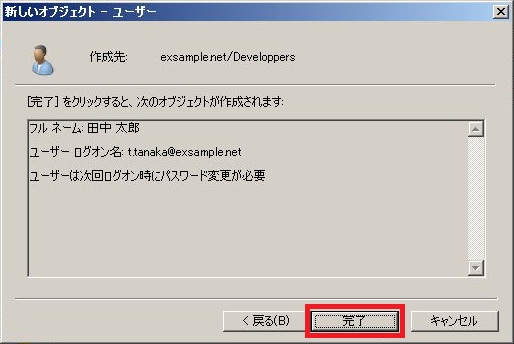 新しいオブジェクト - ユーザー
作成先: exsample.net/Developpers
[完了] をクリックすると、次のオブジェクトが作成されます:
フル ネーム: 田中 太郎
ユーザー ログオン名: t.tanaka@exsample.net
ユーザーは次回ログオン時にパスワード変更が必要
< 戻る(B) 完了 キャンセル